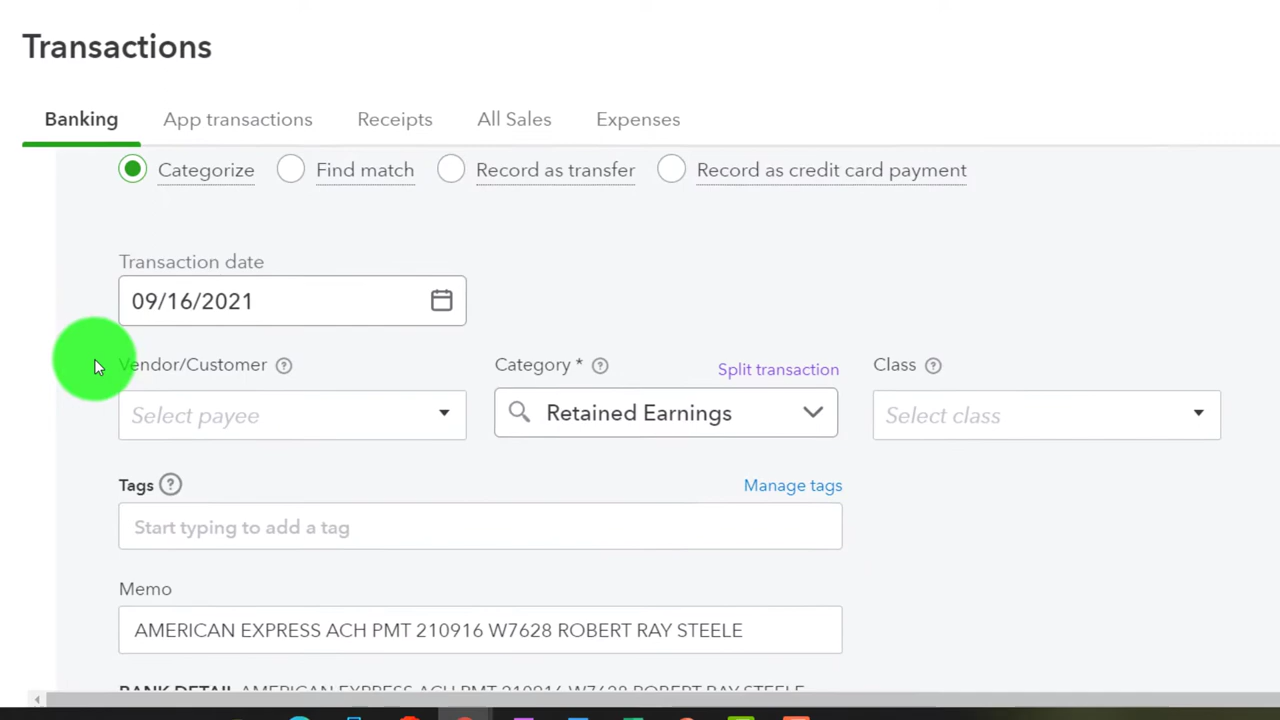 Transactions
Banking App transactions Receipts All Sales Expenses
Categorize Find match Record as transfer Record as credit card payment
Transaction date
09/16/2021
Vendor/Customer ? Category * ? Split transaction Class ?
Select payee Retained Earnings Select class
Tags ? Manage tags
Start typing to add a tag
Memo
AMERICAN EXPRESS ACH PMT 210916 W7628 ROBERT RAY STEELE
BANK DETAIL AMERICAN EXPRESS ACH PMT 210916 W7628 ROBERT RAY STEELE